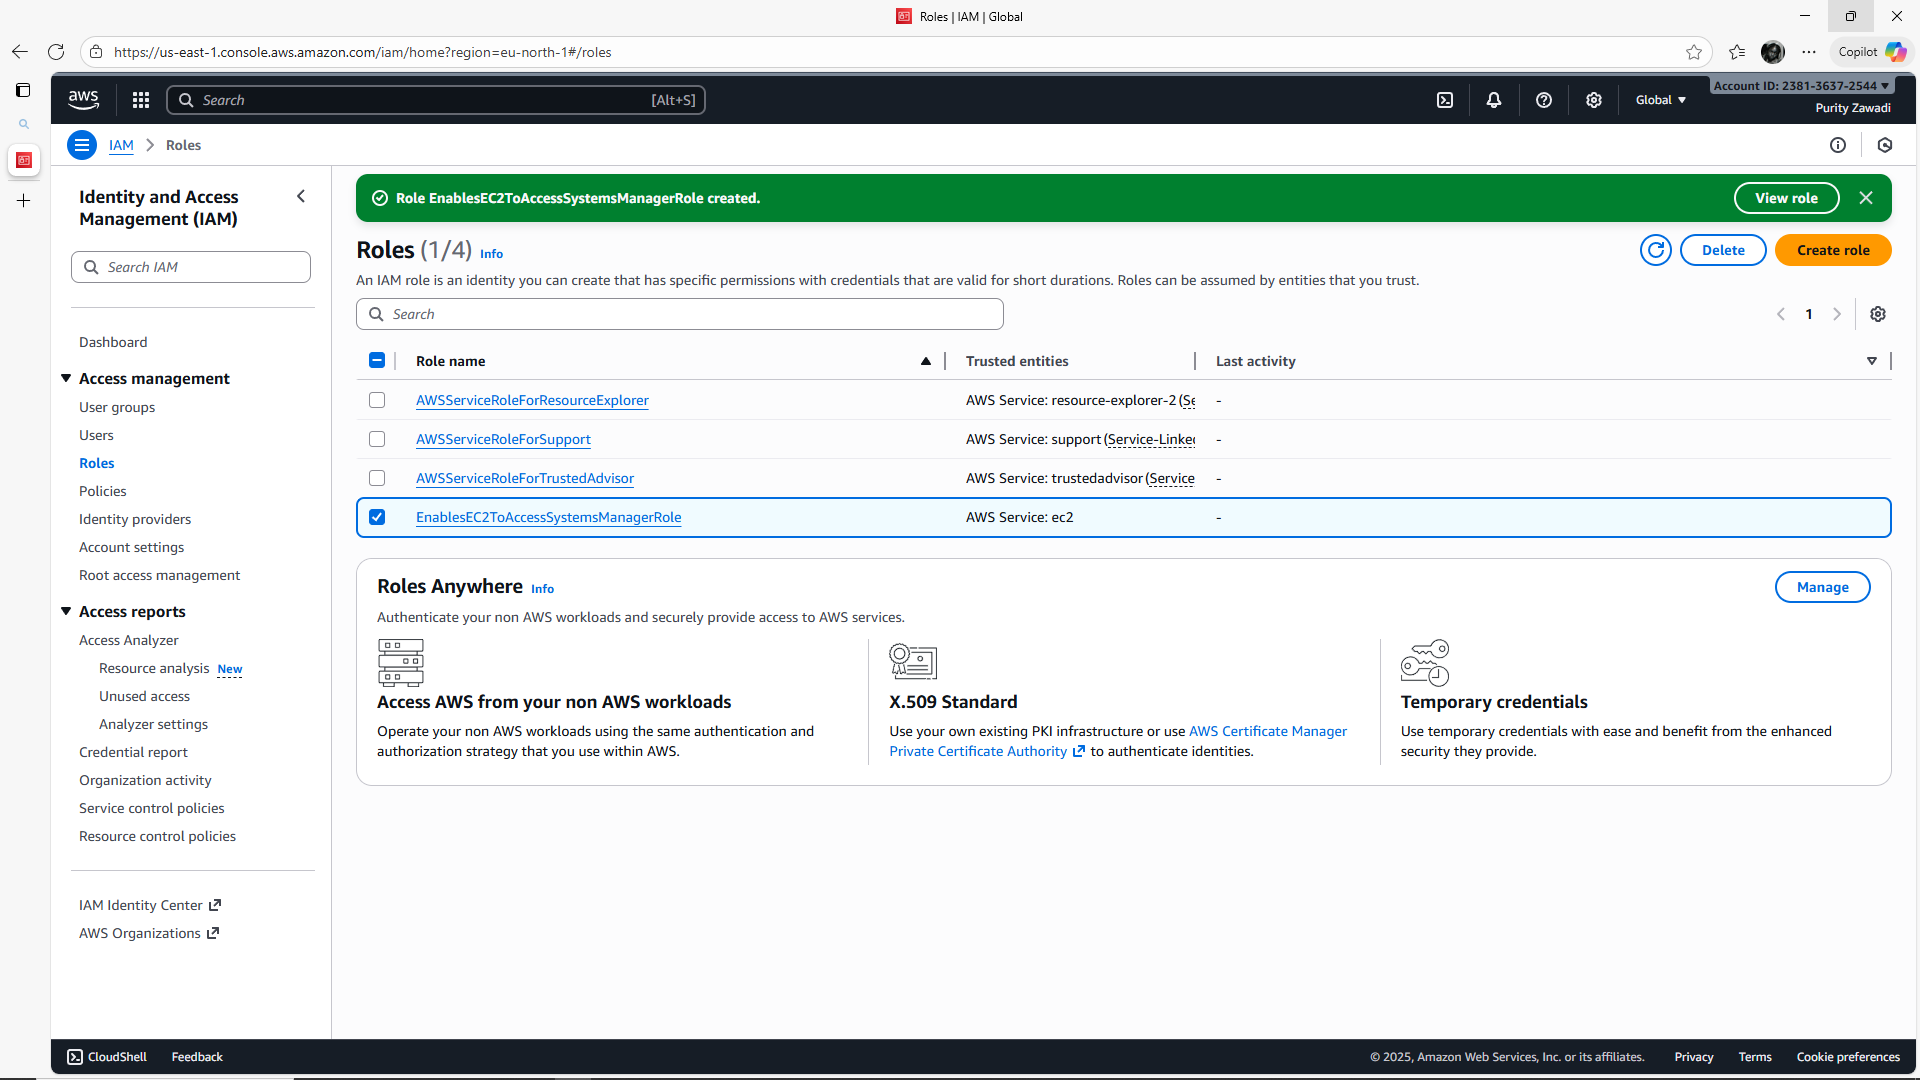 Roles | IAM | Global
https://us-east-1.console.aws.amazon.com/iam/home?region=eu-north-1#/roles
Copilot
aws
Search
[Alt+S]
Global
Account ID: 2381-3637-2544
Purity Zawadi
IAM
Roles
Identity and Access
Management (IAM)
Search IAM
Dashboard
Access management
User groups
Users
Roles
Policies
Identity providers
Account settings
Root access management
Access reports
Access Analyzer
Resource analysis New
Unused access
Analyzer settings
Credential report
Organization activity
Service control policies
Resource control policies
IAM Identity Center
AWS Organizations
Role EnablesEC2ToAccessSystemsManagerRole created.
View role
Roles (1/4) Info
Delete
Create role
An IAM role is an identity you can create that has specific permissions with credentials that are valid for short durations. Roles can be assumed by entities that you trust.
Search
1
Role name
Trusted entities
Last activity
AWSServiceRoleForResourceExplorer
AWS Service: resource-explorer-2 (Se
-
AWSServiceRoleForSupport
AWS Service: support (Service-Linked
-
AWSServiceRoleForTrustedAdvisor
AWS Service: trustedadvisor (Service
-
EnablesEC2ToAccessSystemsManagerRole
AWS Service: ec2
-
Roles Anywhere Info
Manage
Authenticate your non AWS workloads and securely provide access to AWS services.
Access AWS from your non AWS workloads
Operate your non AWS workloads using the same authentication and
authorization strategy that you use within AWS.
X.509 Standard
Use your own existing PKI infrastructure or use AWS Certificate Manager
Private Certificate Authority to authenticate identities.
Temporary credentials
Use temporary credentials with ease and benefit from the enhanced
security they provide.
CloudShell
Feedback
© 2025, Amazon Web Services, Inc. or its affiliates.
Privacy
Terms
Cookie preferences